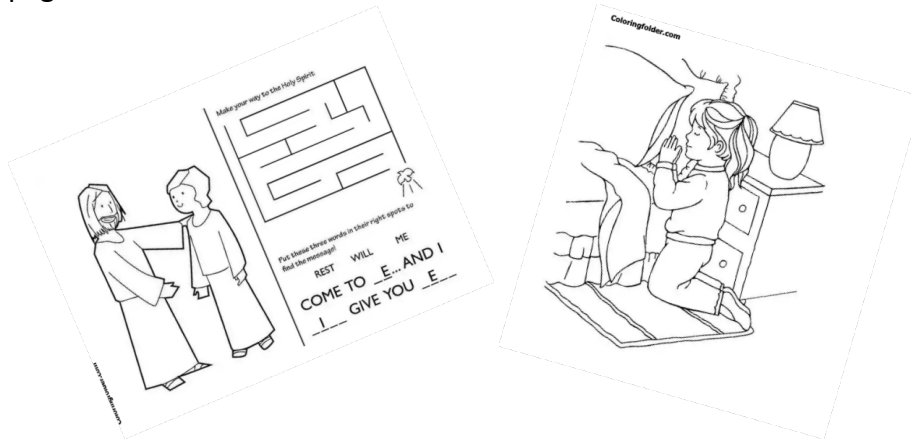 Make your way to the Holy Spirit
Put these three words in their right spots to
find the message!
REST WILL ME
COME TO _E... AND I
_I__ GIVE YOU _E__
Coloringfolder.com